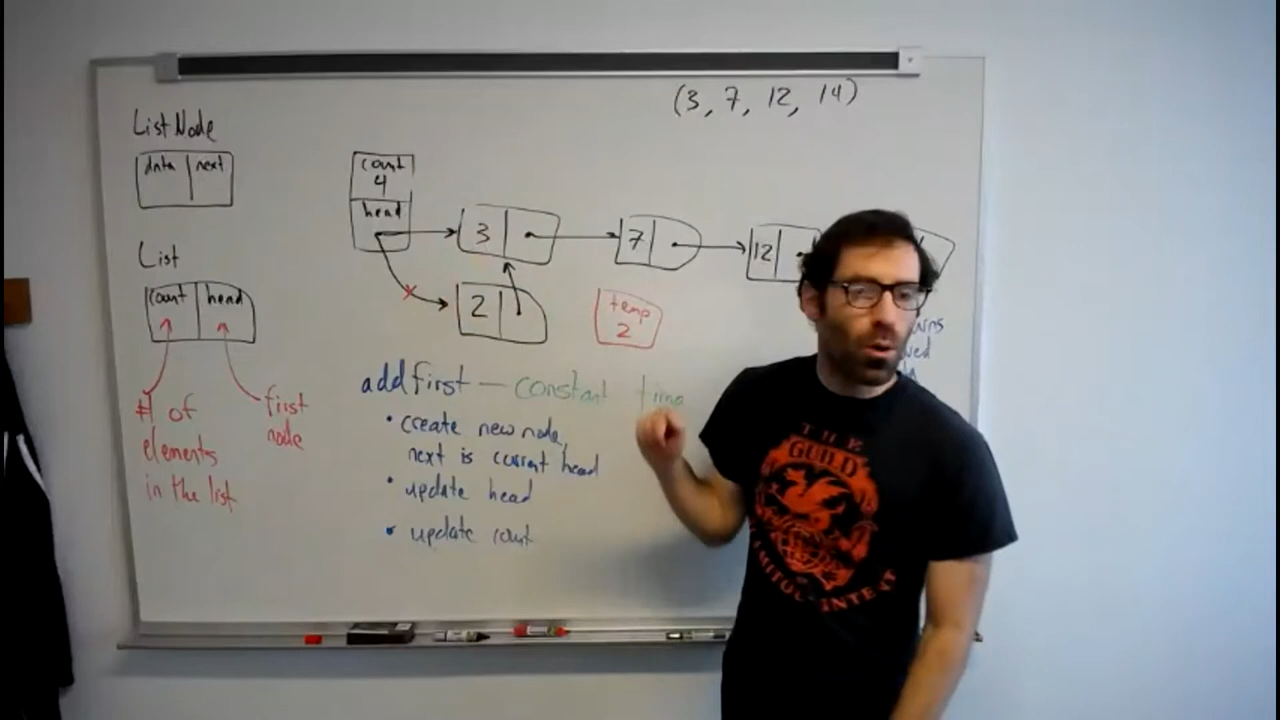 (3, 7, 12, 14)
ListNode
data next
count
4
head
3
7
12
List
count head
2
temp
2
# of
elements
in the list
first
node
addfirst — constant time
• create new node,
next is current head
• update head
• update count
THE
GUILD